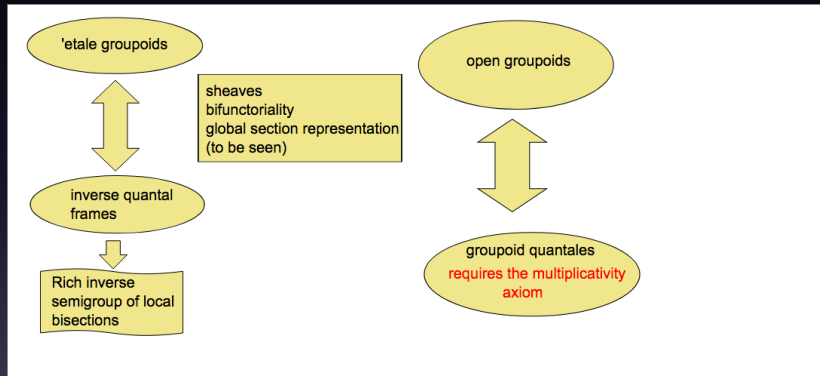 'etale groupoids
sheaves
bifunctoriality
global section representation
(to be seen)
open groupoids
inverse quantal
frames
groupoid quantales
requires the multiplicativity
axiom
Rich inverse
semigroup of local
bisections